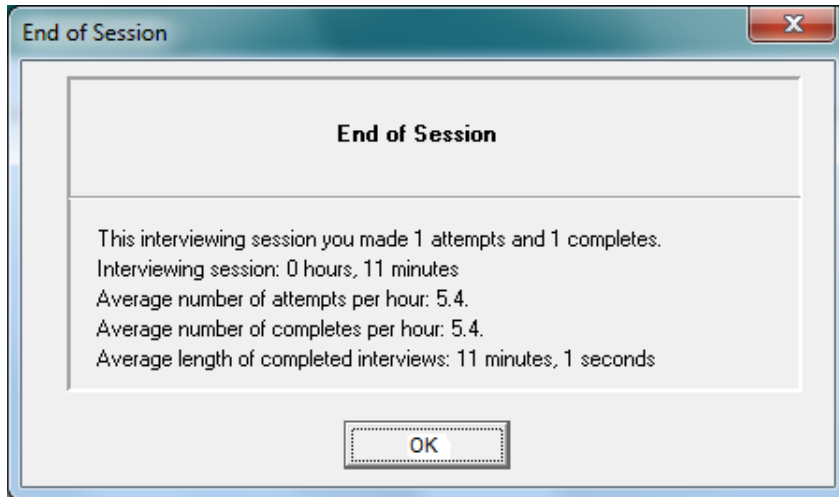 End of Session
End of Session
This interviewing session you made 1 attempts and 1 completes.
Interviewing session: 0 hours, 11 minutes
Average number of attempts per hour: 5.4.
Average number of completes per hour: 5.4.
Average length of completed interviews: 11 minutes, 1 seconds
OK